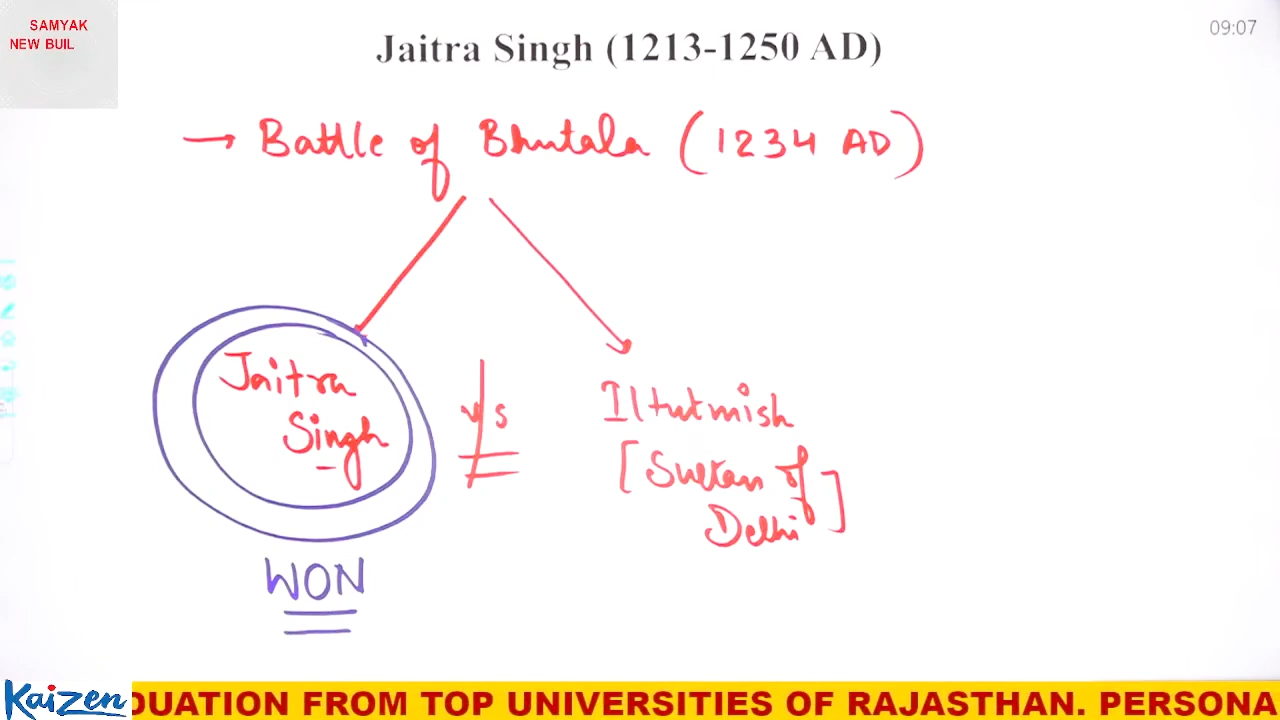 SAMYAK
NEW BUIL
09:07
Jaitra Singh (1213-1250 AD)
→ Battle of Bhutala (1234 AD)
Jaitra
Singh
v/s
Iltutmish
[Sultan of
Delhi]
WON
Kaizen
DUATION FROM TOP UNIVERSITIES OF RAJASTHAN. PERSONA